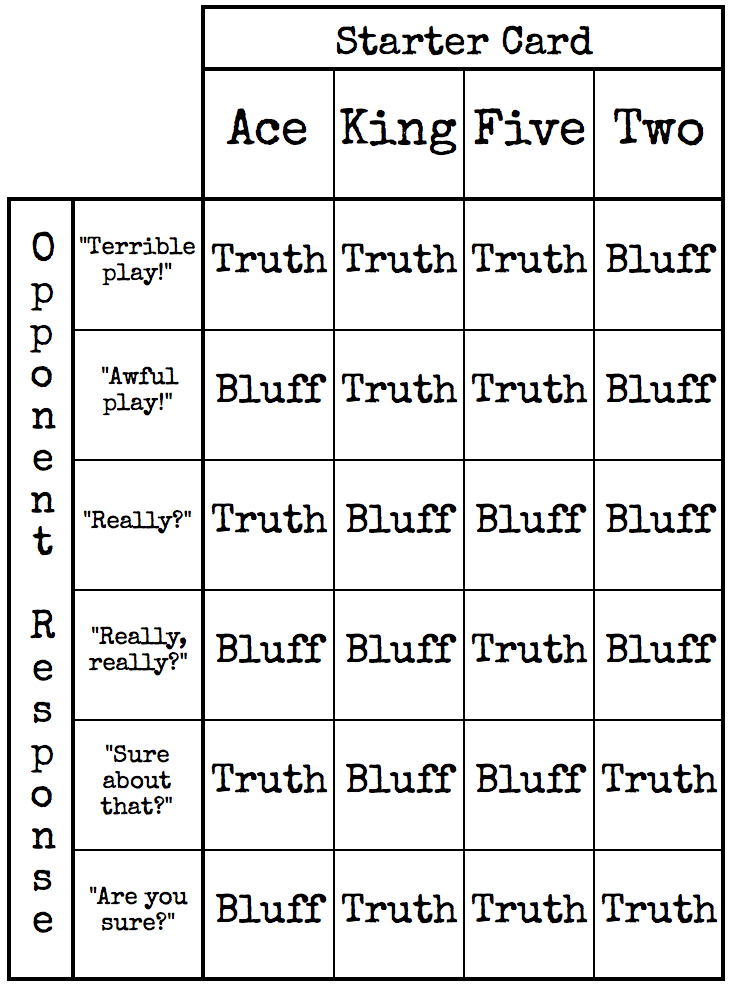 Starter Card
Ace King Five Two
Opponent Response
"Terrible
play!" Truth Truth Truth Bluff
"Awful
play!" Bluff Truth Truth Bluff
"Really?" Truth Bluff Bluff Bluff
"Really,
really?" Bluff Bluff Truth Bluff
"Sure
about
that?" Truth Bluff Bluff Truth
"Are you
sure?" Bluff Truth Truth Truth